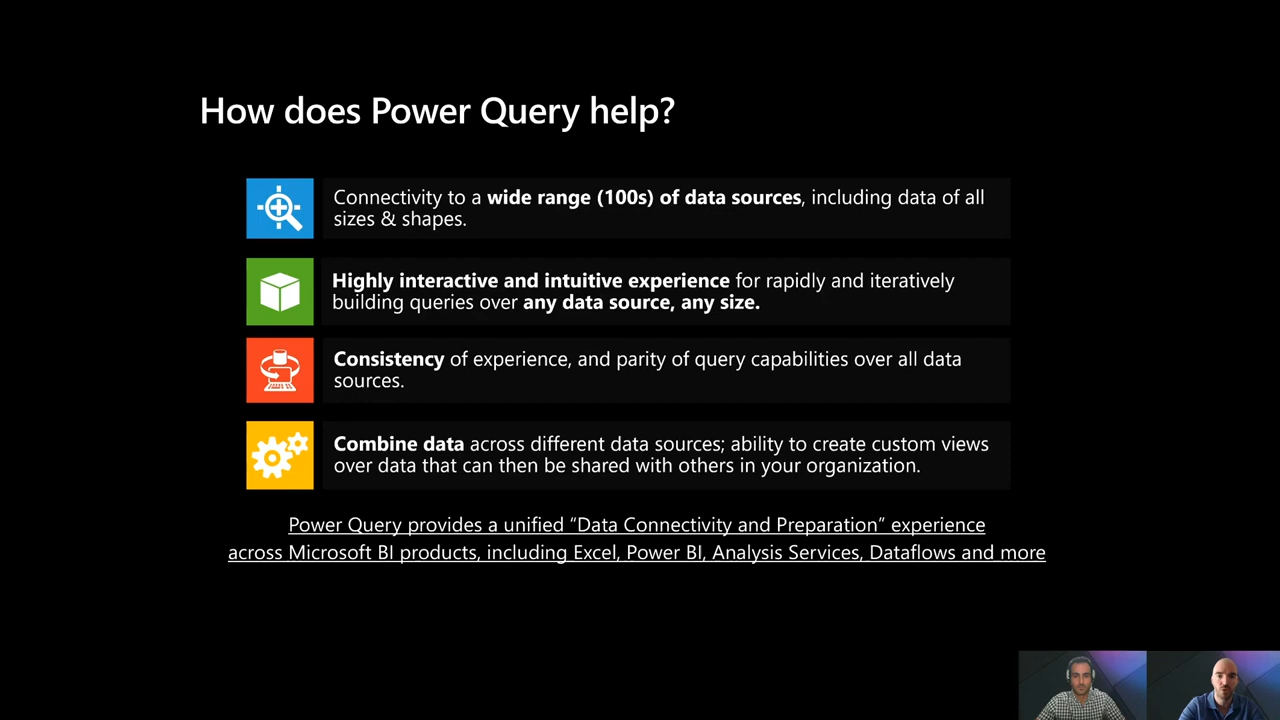 How does Power Query help?
Connectivity to a wide range (100s) of data sources, including data of all
sizes & shapes.
Highly interactive and intuitive experience for rapidly and iteratively
building queries over any data source, any size.
Consistency of experience, and parity of query capabilities over all data
sources.
Combine data across different data sources; ability to create custom views
over data that can then be shared with others in your organization.
Power Query provides a unified “Data Connectivity and Preparation” experience
across Microsoft BI products, including Excel, Power BI, Analysis Services, Dataflows and more